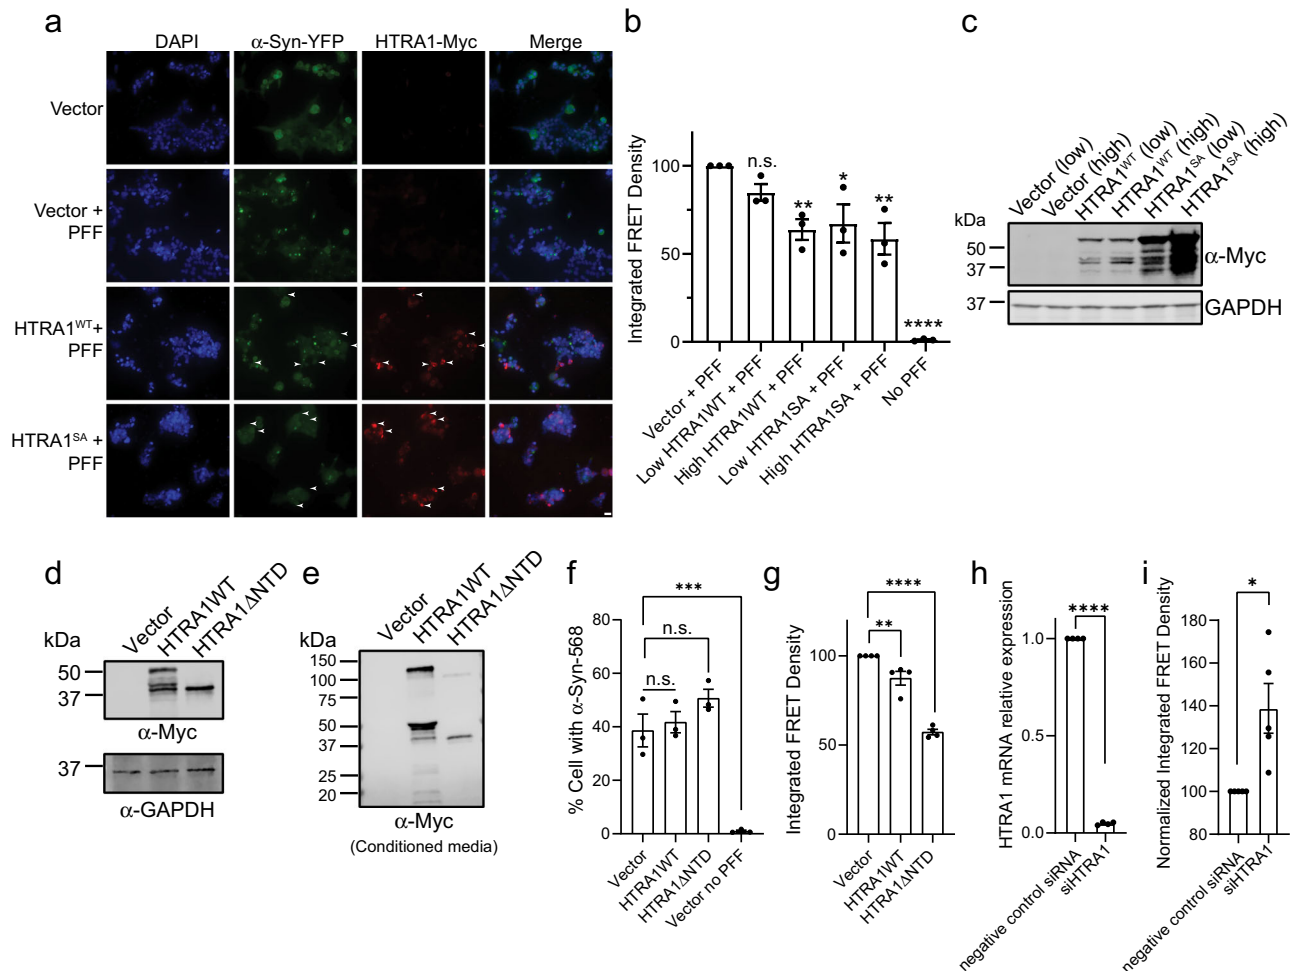 a
DAPI
α-Syn-YFP
HTRA1-Myc
Merge
Vector
Vector +
PFF
HTRA1WT+
PFF
HTRA1SA +
PFF
b
Integrated FRET Density
100
50
0
n.s.
**
*
**
****
Vector + PFF
Low HTRA1WT + PFF
High HTRA1WT + PFF
Low HTRA1SA + PFF
High HTRA1SA + PFF
No PFF
c
Vector (low)
Vector (high)
HTRA1WT (low)
HTRA1WT (high)
HTRA1SA (low)
HTRA1SA (high)
kDa
50
37
α-Myc
37
GAPDH
d
Vector
HTRA1WT
HTRA1ΔNTD
kDa
50
37
α-Myc
37
α-GAPDH
e
Vector
HTRA1WT
HTRA1ΔNTD
kDa
150
100
75
50
37
25
20
α-Myc
(Conditioned media)
f
% Cell with α-Syn-568
80
60
40
20
0
***
n.s.
n.s.
Vector
HTRA1WT
HTRA1ΔNTD
Vector no PFF
g
Integrated FRET Density
100
50
0
****
**
Vector
HTRA1WT
HTRA1ΔNTD
h
HTRA1 mRNA relative expression
1.0
0.5
0.0
****
negative control siRNA
siHTRA1
i
Normalized Integrated FRET Density
180
160
140
120
100
80
*
negative control siRNA
siHTRA1